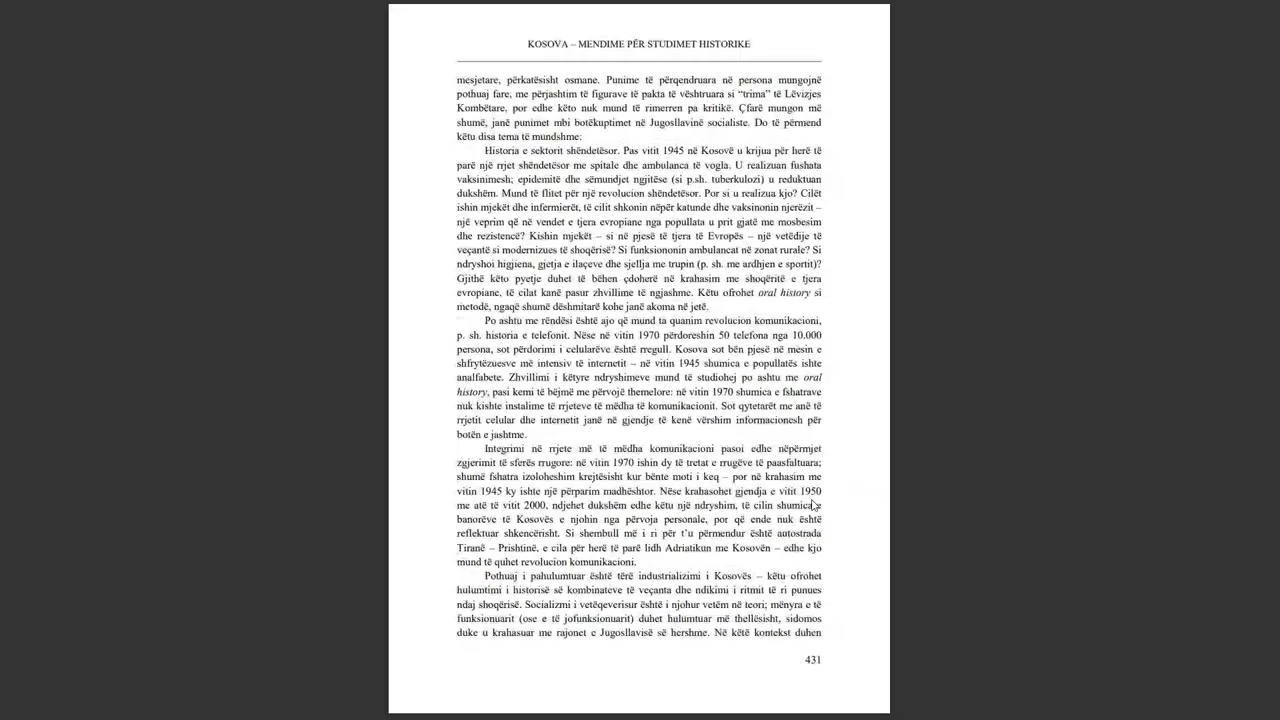 KOSOVA – MENDIME PËR STUDIMET HISTORIKE
mesjetare, përkatësisht osmane. Punime të përqendruara në persona mungojnë
pothuaj fare, me përjashtim të figurave të pakta të vështruara si “trima” të Lëvizjes
Kombëtare, por edhe këto nuk mund të rimerren pa kritikë. Çfarë mungon më
shumë, janë punimet mbi botëkuptimet në Jugosllavinë socialiste. Do të përmend
këtu disa tema të mundshme:
Historia e sektorit shëndetësor. Pas vitit 1945 në Kosovë u krijua për herë të
parë një rrjet shëndetësor me spitale dhe ambulanca të vogla. U realizuan fushata
vaksinimesh; epidemitë dhe sëmundjet ngjitëse (si p.sh. tuberkulozi) u reduktuan
dukshëm. Mund të flitet për një revolucion shëndetësor. Por si u realizua kjo? Cilët
ishin mjekët dhe infermierët, të cilit shkonin nëpër katunde dhe vaksinonin njerëzit –
një veprim që në vendet e tjera evropiane nga popullata u prit gjatë me mosbesim
dhe rezistencë? Kishin mjekët – si në pjesë të tjera të Evropës – një vetëdije të
veçantë si modernizues të shoqërisë? Si funksiononin ambulancat në zonat rurale? Si
ndryshoi higjiena, gjetja e ilaçeve dhe sjellja me trupin (p. sh. me ardhjen e sportit)?
Gjithë këto pyetje duhet të bëhen çdoherë në krahasim me shoqëritë e tjera
evropiane, të cilat kanë pasur zhvillime të ngjashme. Këtu ofrohet oral history si
metodë, ngaqë shumë dëshmitarë kohe janë akoma në jetë.
Po ashtu me rëndësi është ajo që mund ta quanim revolucion komunikacioni,
p. sh. historia e telefonit. Nëse në vitin 1970 përdoreshin 50 telefona nga 10.000
persona, sot përdorimi i celularëve është rregull. Kosova sot bën pjesë në mesin e
shfrytëzuesve më intensiv të internetit – në vitin 1945 shumica e popullatës ishte
analfabete. Zhvillimi i këtyre ndryshimeve mund të studiohej po ashtu me oral
history, pasi kemi të bëjmë me përvojë themelore: në vitin 1970 shumica e fshatrave
nuk kishte instalime të rrjeteve të mëdha të komunikacionit. Sot qytetarët me anë të
rrjetit celular dhe internetit janë në gjendje të kenë vërshim informacionesh për
botën e jashtme.
Integrimi në rrjete më të mëdha komunikacioni pasoi edhe nëpërmjet
zgjerimit të sferës rrugore: në vitin 1970 ishin dy të tretat e rrugëve të paasfaltuara;
shumë fshatra izoloheshin krejtësisht kur bënte moti i keq – por në krahasim me
vitin 1945 ky ishte një përparim madhështor. Nëse krahasohet gjendja e vitit 1950
me atë të vitit 2000, ndjehet dukshëm edhe këtu një ndryshim, të cilin shumica e
banorëve të Kosovës e njohin nga përvoja personale, por që ende nuk është
reflektuar shkencërisht. Si shembull më i ri për t’u përmendur është autostrada
Tiranë – Prishtinë, e cila për herë të parë lidh Adriatikun me Kosovën – edhe kjo
mund të quhet revolucion komunikacioni.
Pothuaj i pahulumtuar është tërë industrializimi i Kosovës – këtu ofrohet
hulumtimi i historisë së kombinateve të veçanta dhe ndikimi i ritmit të ri punues
ndaj shoqërisë. Socializmi i vetëqeverisur është i njohur vetëm në teori; mënyra e të
funksionuarit (ose e të jofunksionuarit) duhet hulumtuar më thellësisht, sidomos
duke u krahasuar me rajonet e Jugosllavisë së hershme. Në këtë kontekst duhen
431